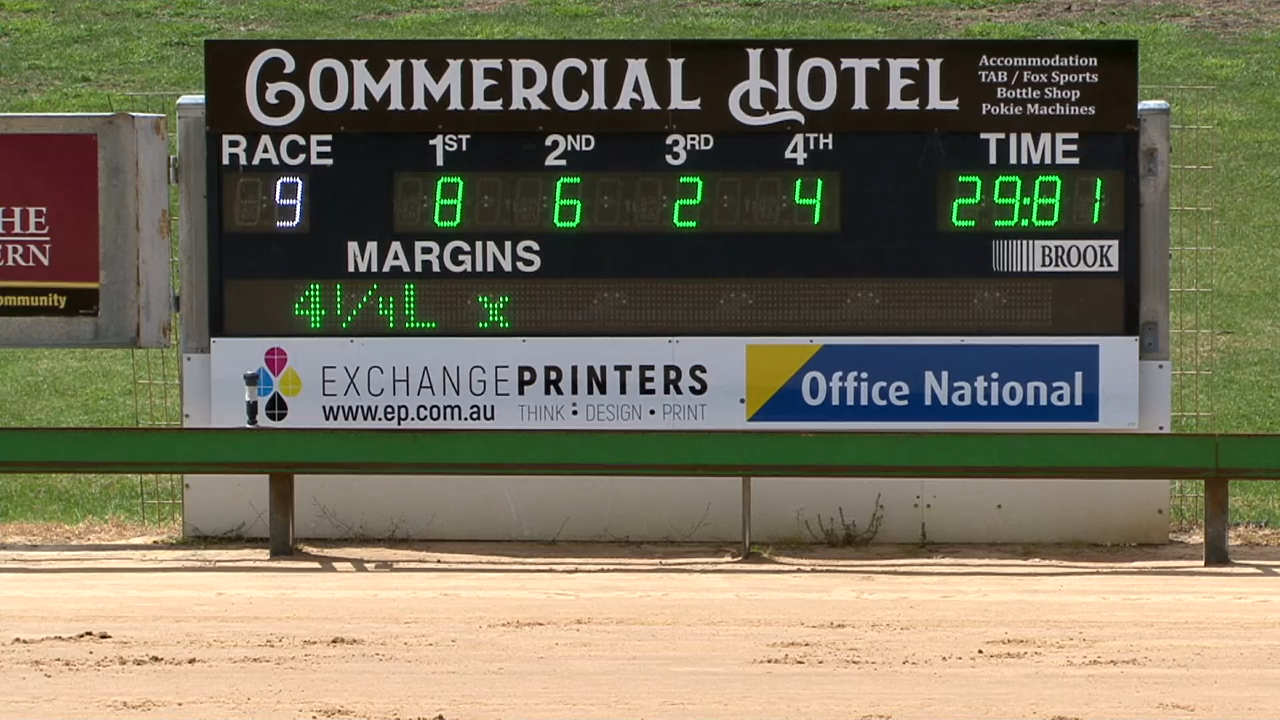 COMMERCIAL HOTEL
Accommodation
TAB / Fox Sports
Bottle Shop
Pokie Machines
RACE 1ST 2ND 3RD 4TH TIME
9 8 6 2 4 29:81
MARGINS
BROOK
4 1/4L
HE
ERN
ommunity
EXCHANGEPRINTERS
www.ep.com.au THINK : DESIGN • PRINT
Office National